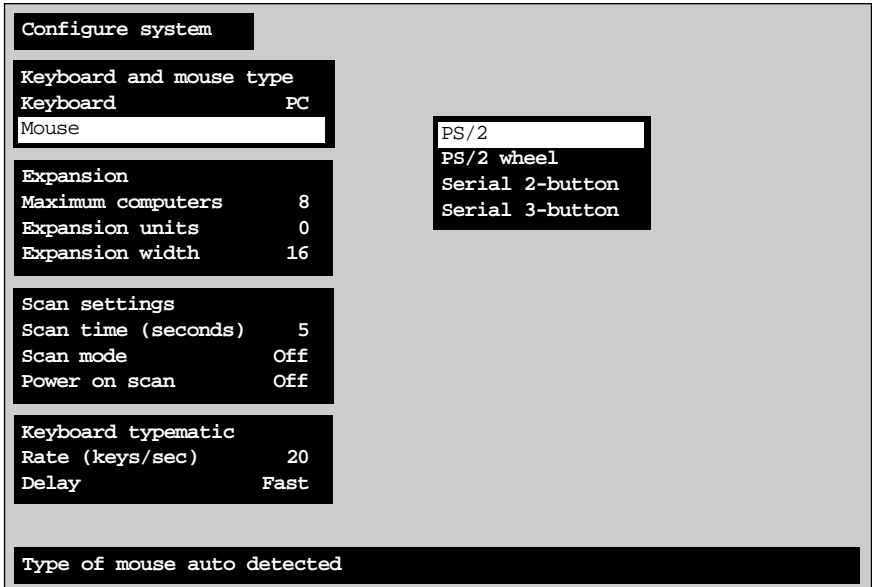 Configure system
Keyboard and mouse type
Keyboard PC
Mouse
PS/2
PS/2 wheel
Serial 2-button
Serial 3-button
Expansion
Maximum computers 8
Expansion units 0
Expansion width 16
Scan settings
Scan time (seconds) 5
Scan mode Off
Power on scan Off
Keyboard typematic
Rate (keys/sec) 20
Delay Fast
Type of mouse auto detected